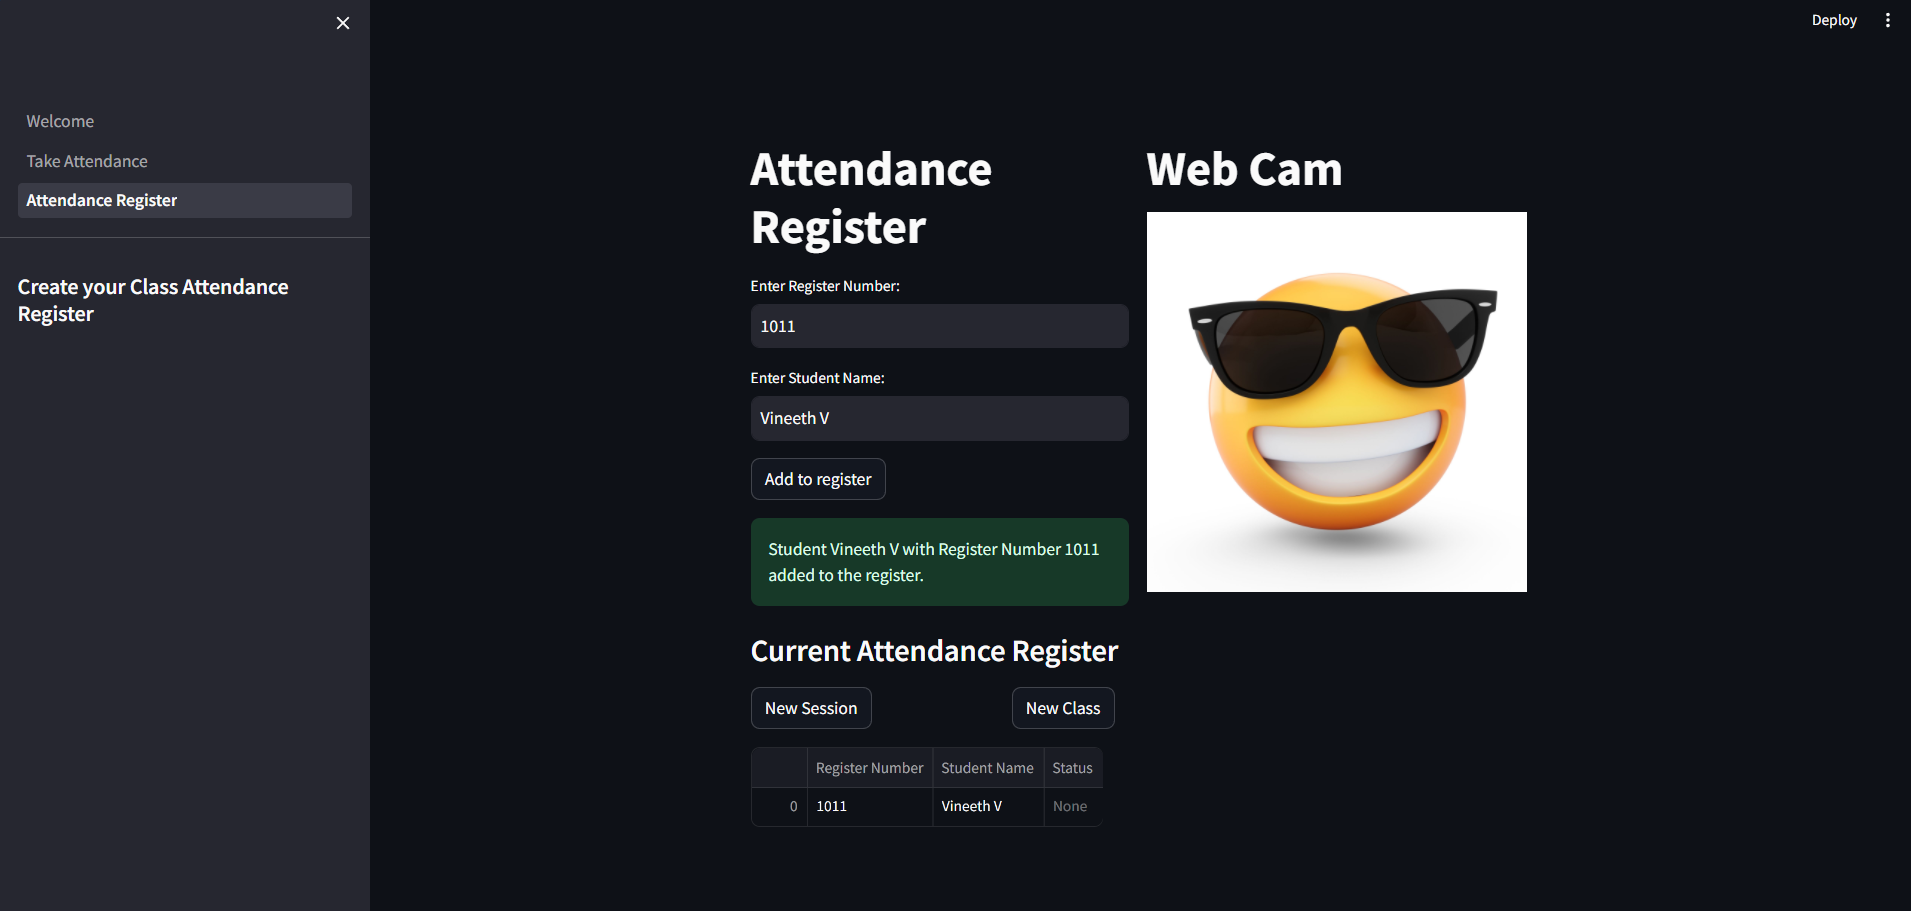 Deploy
Welcome
Take Attendance
Attendance Register
Create your Class Attendance
Register
Attendance
Register
Enter Register Number:
1011
Enter Student Name:
Vineeth V
Add to register
Student Vineeth V with Register Number 1011
added to the register.
Current Attendance Register
New Session
New Class
Register Number Student Name Status
0 1011 Vineeth V None
Web Cam